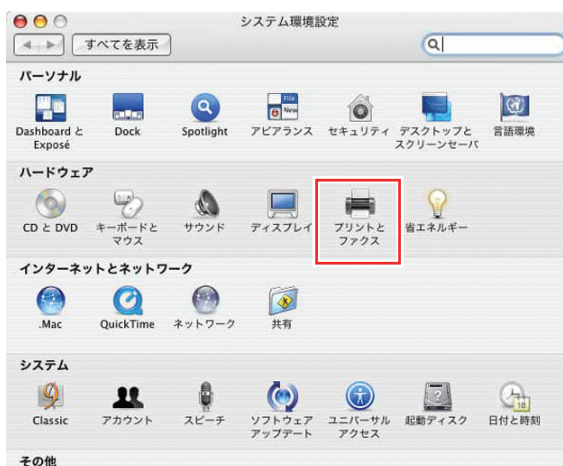 システム環境設定
すべてを表示
パーソナル
Dashboard と Exposé
Dock
Spotlight
アピアランス
セキュリティ
デスクトップと スクリーンセーバ
言語環境
ハードウェア
CD と DVD
キーボードと マウス
サウンド
ディスプレイ
プリントと ファクス
省エネルギー
インターネットとネットワーク
.Mac
QuickTime
ネットワーク
共有
システム
Classic
アカウント
スピーチ
ソフトウェア アップデート
ユニバーサル アクセス
起動ディスク
日付と時刻
その他